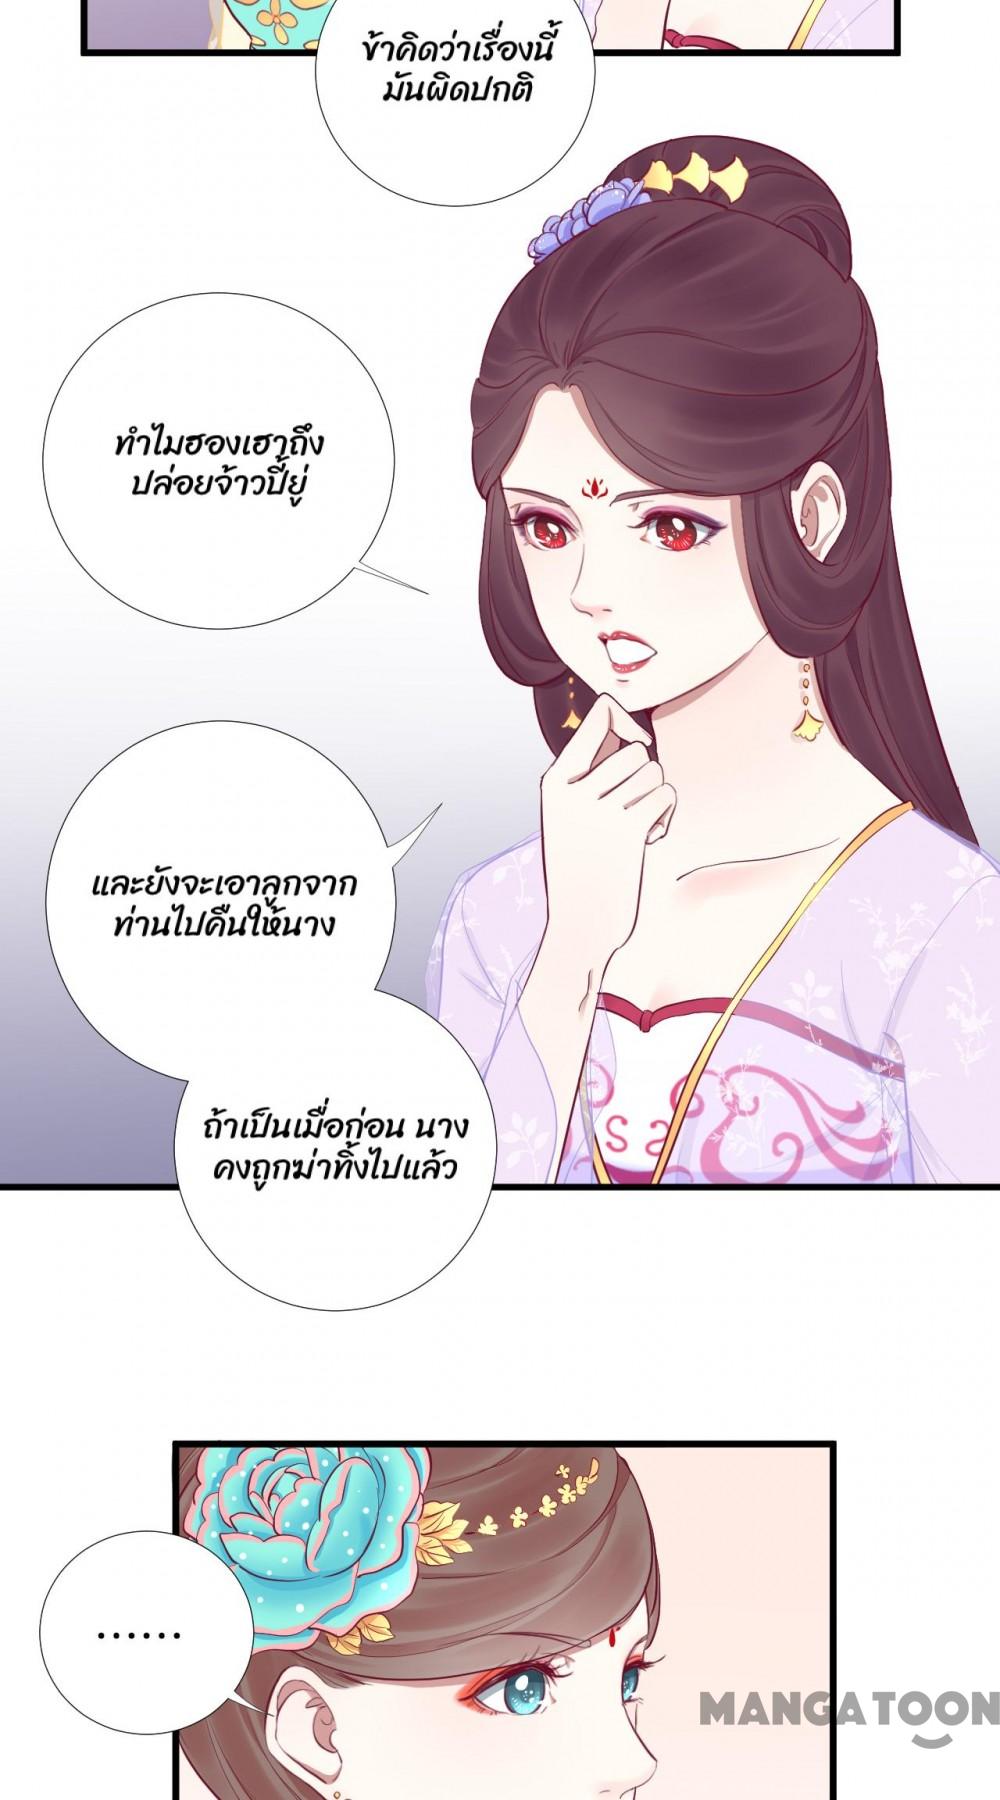 ข้าคิดว่าเรื่องนี้
มันผิดปกติ
ทำไมฮองเฮาถึง
ปล่อยจ้าวปี้ยู่
และยังจะเอาลูกจาก
ท่านไปคืนให้นาง
ถ้าเป็นเมื่อก่อน นาง
คงถูกฆ่าทิ้งไปแล้ว
......
MANGATOON